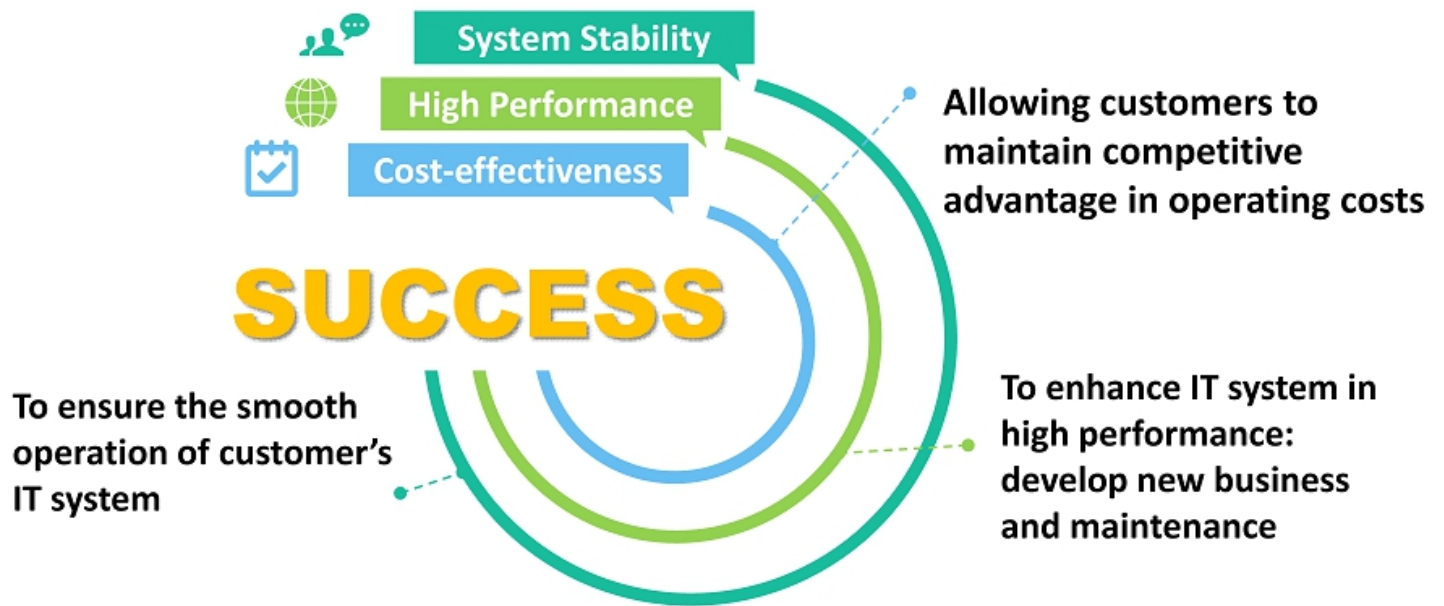 System Stability
High Performance
Cost-effectiveness
SUCCESS
Allowing customers to
maintain competitive
advantage in operating costs
To ensure the smooth
operation of customer’s
IT system
To enhance IT system in
high performance:
develop new business
and maintenance